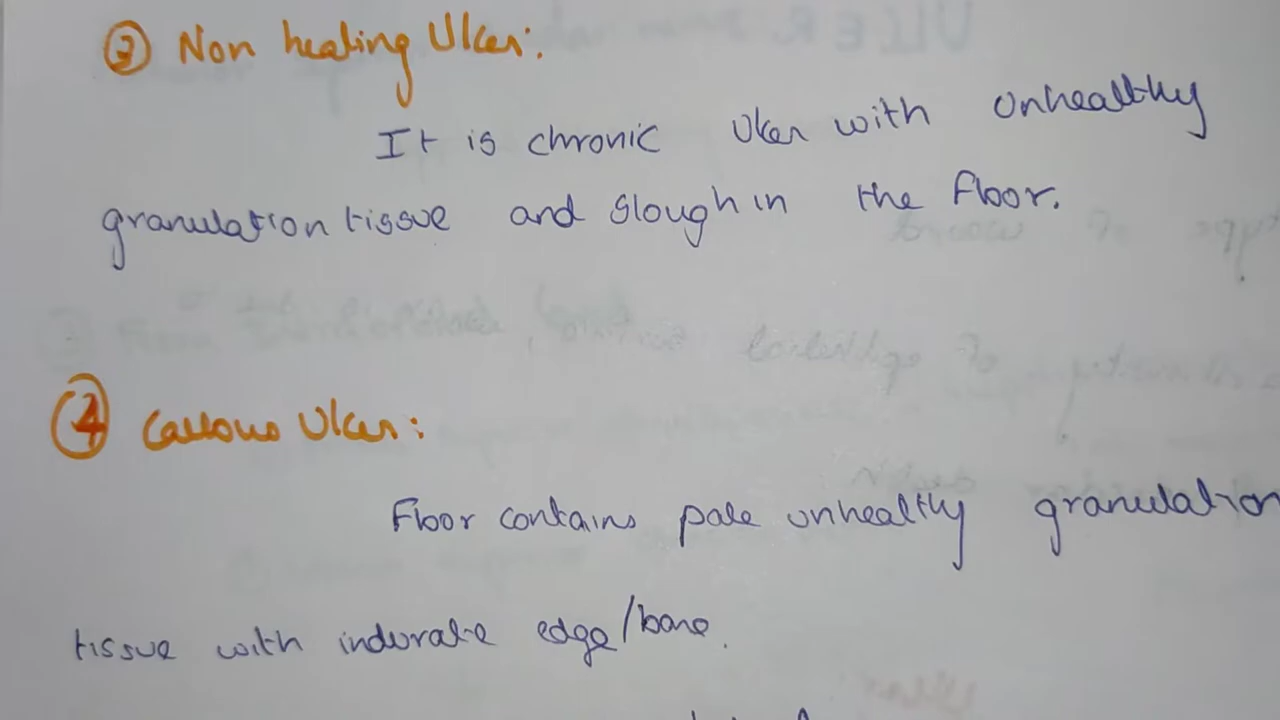 ③ Non healing Ulcer:
It is chronic Ulcer with Unhealthy
granulation tissue and slough in the Floor.
④ Callous Ulcer:
Floor contains pale unhealthy granulation
tissue with indurate edge/base.